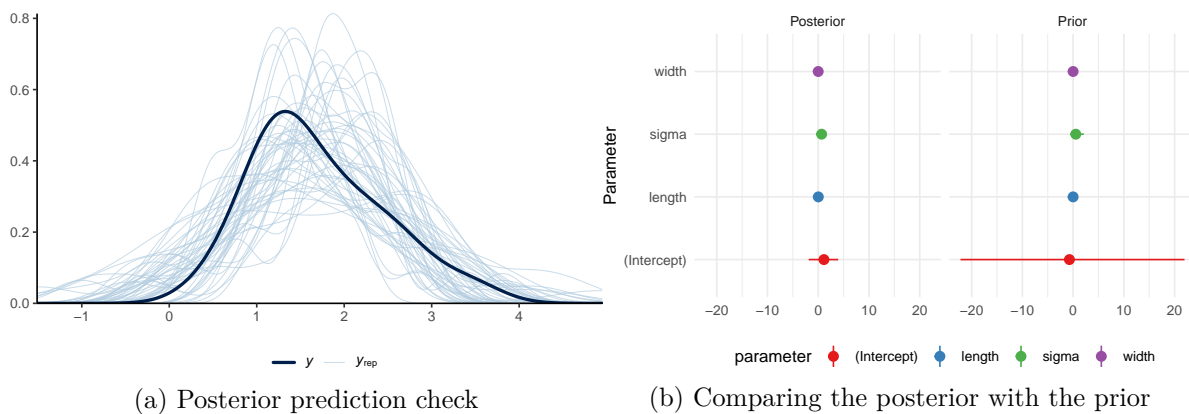 0.8
0.6
0.4
0.2
0.0
−1 0 1 2 3 4
y yrep
(a) Posterior prediction check
Posterior Prior
Parameter
width
sigma
length
(Intercept)
−20 −10 0 10 20 −20 −10 0 10 20
parameter (Intercept) length sigma width
(b) Comparing the posterior with the prior